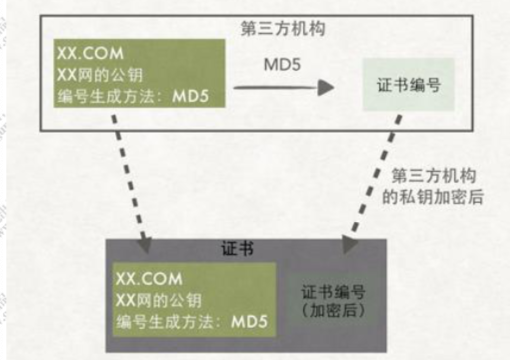 第三方机构
XX.COM
XX网的公钥
编号生成方法：MD5
MD5
证书编号
第三方机构
的私钥加密后
证书
XX.COM
XX网的公钥
编号生成方法：MD5
证书编号
（加密后）